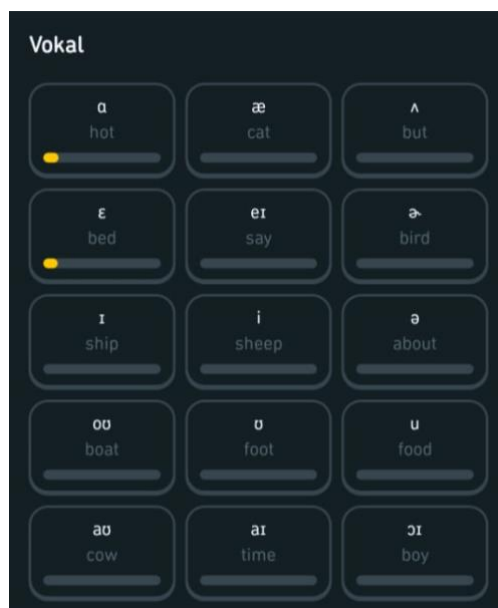 Vokal
ɑ æ ʌ
hot cat but
ɛ eɪ ɚ
bed say bird
ɪ i ə
ship sheep about
oʊ ʊ u
boat foot food
aʊ aɪ ɔɪ
cow time boy